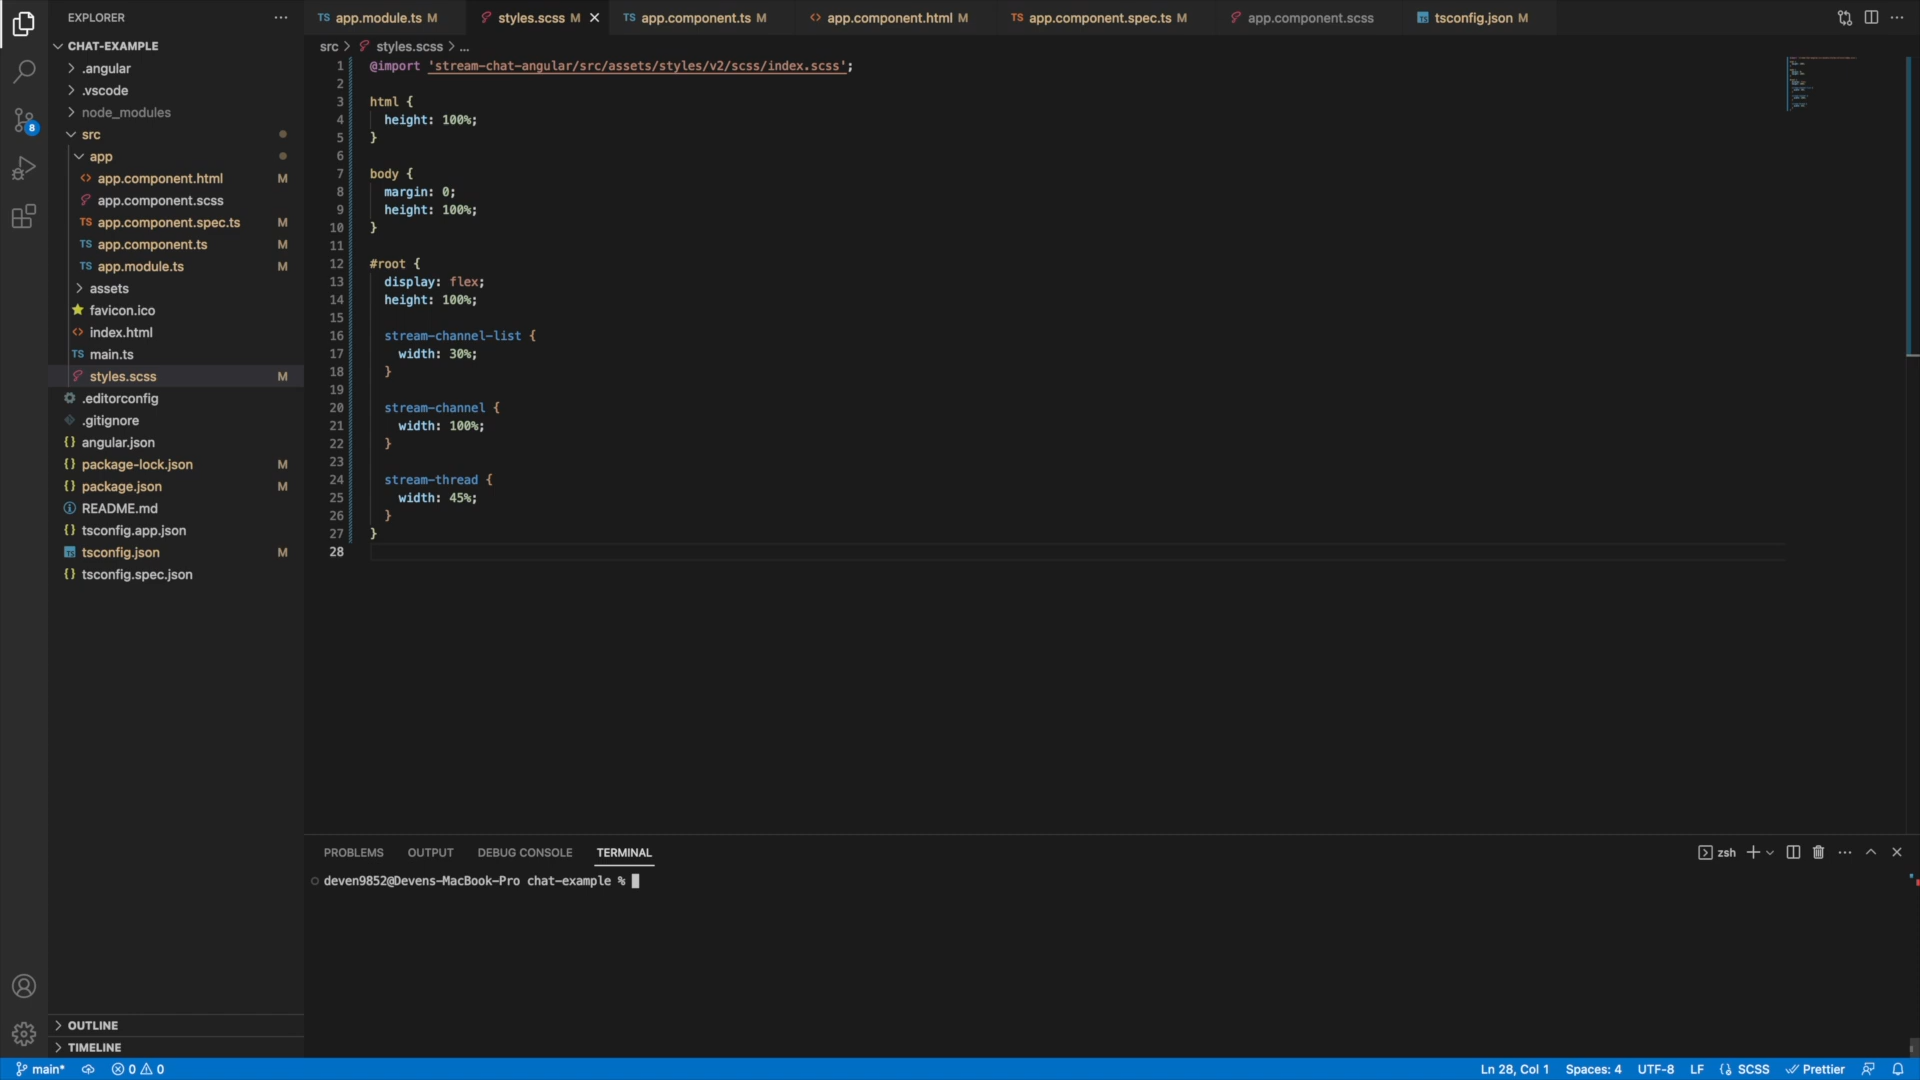 EXPLORER
CHAT-EXAMPLE
.angular
.vscode
node_modules
src
app
app.component.html M
app.component.scss
TS app.component.spec.ts M
TS app.component.ts M
TS app.module.ts M
assets
favicon.ico
index.html
TS main.ts
styles.scss M
.editorconfig
.gitignore
{} angular.json
{} package-lock.json M
{} package.json M
README.md
{} tsconfig.app.json
tsconfig.json M
{} tsconfig.spec.json
OUTLINE
TIMELINE
8
TS app.module.ts M
styles.scss M
TS app.component.ts M
<> app.component.html M
TS app.component.spec.ts M
app.component.scss
tsconfig.json M
src > styles.scss > ...
1 @import 'stream-chat-angular/src/assets/styles/v2/scss/index.scss';
2
3 html {
4 height: 100%;
5 }
6
7 body {
8 margin: 0;
9 height: 100%;
10 }
11
12 #root {
13 display: flex;
14 height: 100%;
15
16 stream-channel-list {
17 width: 30%;
18 }
19
20 stream-channel {
21 width: 100%;
22 }
23
24 stream-thread {
25 width: 45%;
26 }
27 }
28
PROBLEMS OUTPUT DEBUG CONSOLE TERMINAL
zsh
deven9852@Devens-MacBook-Pro chat-example %
main* 0 0
Ln 28, Col 1 Spaces: 4 UTF-8 LF SCSS Prettier